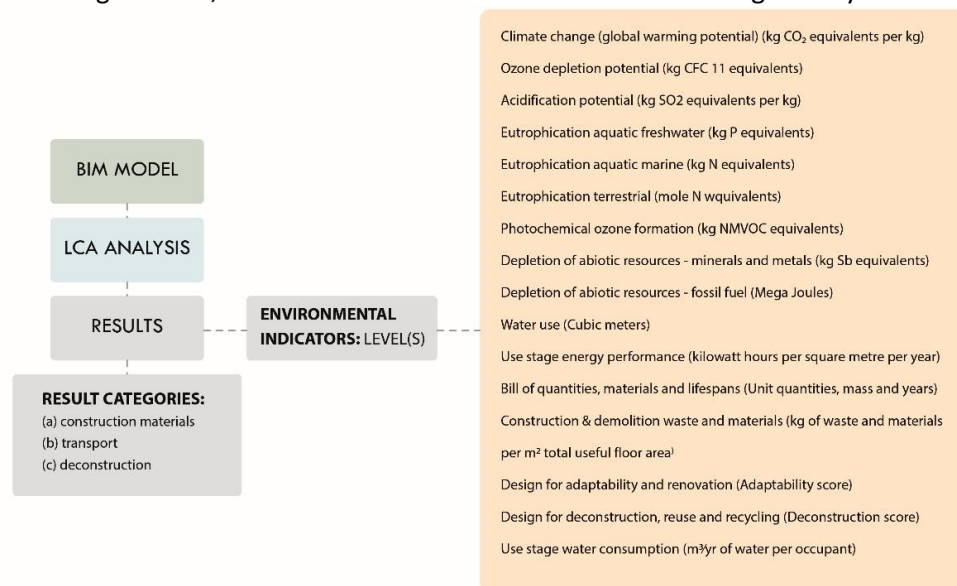 BIM MODEL
LCA ANALYSIS
RESULTS
RESULT CATEGORIES:
(a) construction materials
(b) transport
(c) deconstruction
ENVIRONMENTAL
INDICATORS: LEVEL(S)
Climate change (global warming potential) (kg CO₂ equivalents per kg)
Ozone depletion potential (kg CFC 11 equivalents)
Acidification potential (kg SO2 equivalents per kg)
Eutrophication aquatic freshwater (kg P equivalents)
Eutrophication aquatic marine (kg N equivalents)
Eutrophication terrestrial (mole N wquivalents)
Photochemical ozone formation (kg NMVOC equivalents)
Depletion of abiotic resources - minerals and metals (kg Sb equivalents)
Depletion of abiotic resources - fossil fuel (Mega Joules)
Water use (Cubic meters)
Use stage energy performance (kilowatt hours per square metre per year)
Bill of quantities, materials and lifespans (Unit quantities, mass and years)
Construction & demolition waste and materials (kg of waste and materials
per m² total useful floor area⁾
Design for adaptability and renovation (Adaptability score)
Design for deconstruction, reuse and recycling (Deconstruction score)
Use stage water consumption (m³/yr of water per occupant)